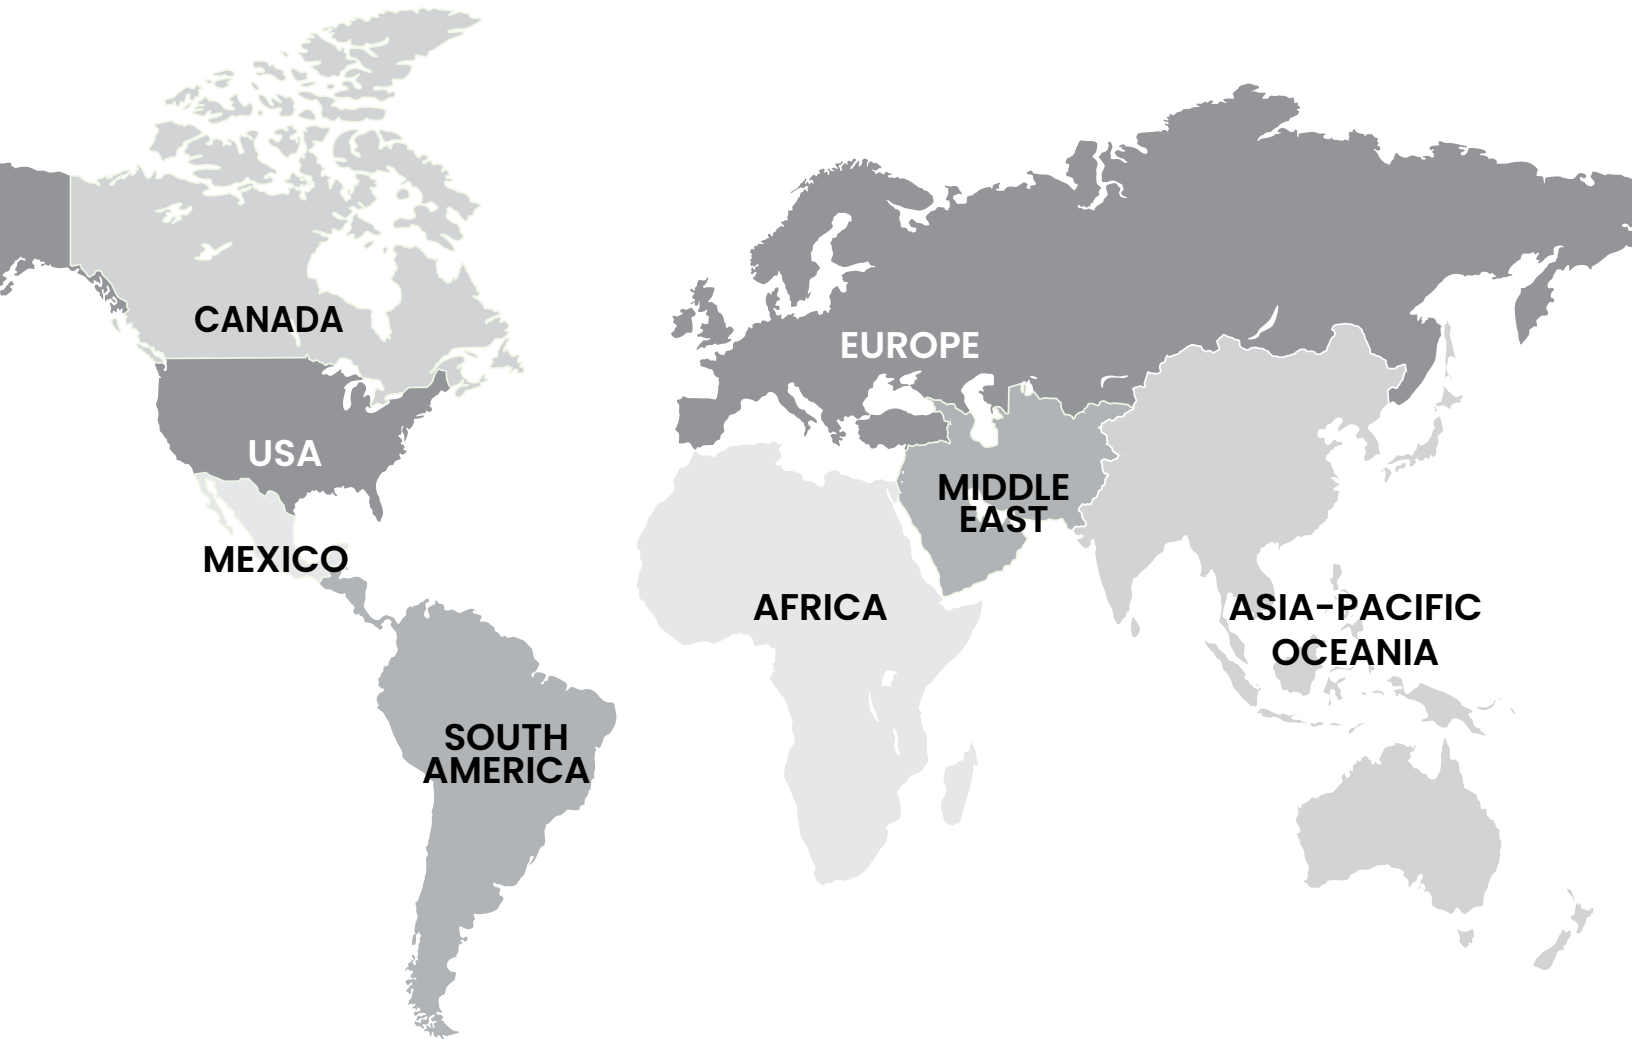 CANADA
EUROPE
USA
MIDDLE
EAST
MEXICO
AFRICA
ASIA-PACIFIC
OCEANIA
SOUTH
AMERICA